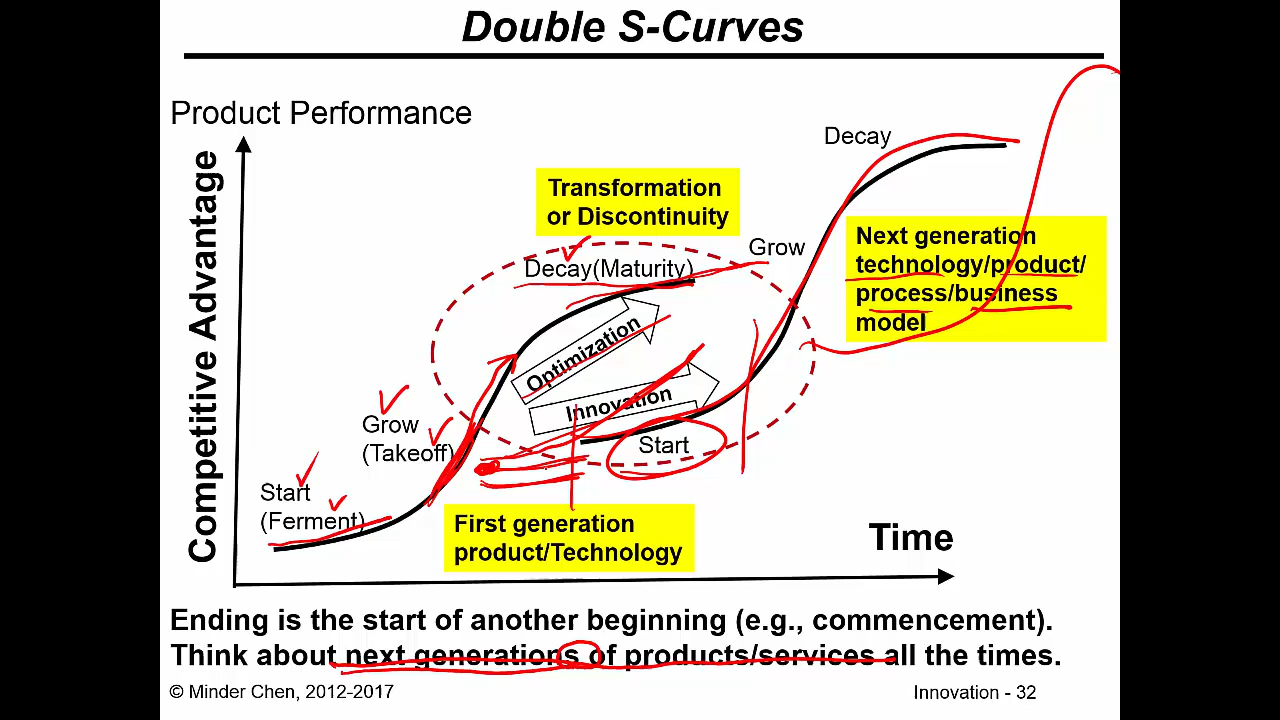 Double S-Curves
Product Performance
Competitive Advantage
Decay
Transformation
or Discontinuity
Grow
Next generation
technology/product/
process/business
model
Decay(Maturity)
Optimization
Innovation
Grow
(Takeoff)
Start
Start
(Ferment)
First generation
product/Technology
Time
Ending is the start of another beginning (e.g., commencement).
Think about next generations of products/services all the times.
© Minder Chen, 2012-2017
Innovation - 32